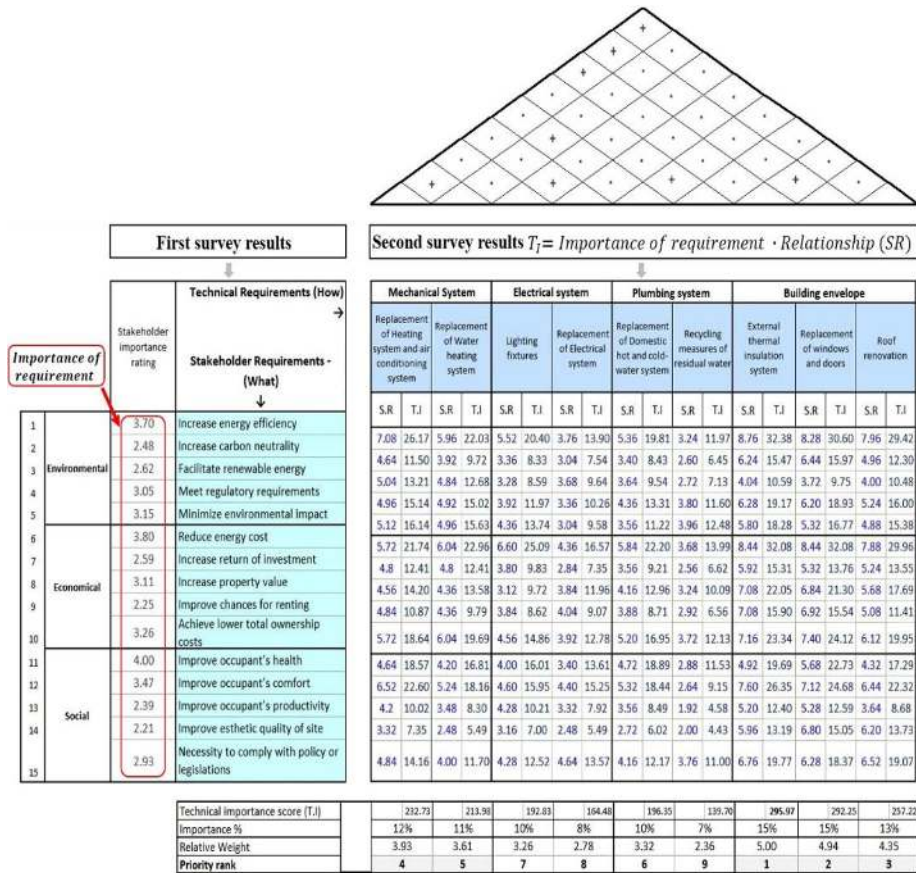 First survey results
Second survey results T_I = Importance of requirement · Relationship (SR)
Technical Requirements (How) →
Stakeholder importance rating
Stakeholder Requirements - (What) ↓
Importance of requirement
Mechanical System Electrical system Plumbing system Building envelope
Replacement of Heating system and air conditioning system
Replacement of Water heating system
Lighting fixtures
Replacement of Electrical system
Replacement of Domestic hot and cold-water system
Recycling measures of residual water
External thermal insulation system
Replacement of windows and doors
Roof renovation
S.R T.I S.R T.I S.R T.I S.R T.I S.R T.I S.R T.I S.R T.I S.R T.I S.R T.I
Environmental
1 3.70 Increase energy efficiency 7.08 26.17 5.96 22.03 5.52 20.40 3.76 13.90 5.36 19.81 3.24 11.97 8.76 32.38 8.28 30.60 7.96 29.42
2 2.48 Increase carbon neutrality 4.64 11.50 3.92 9.72 3.36 8.33 3.04 7.54 3.40 8.43 2.60 6.45 6.24 15.47 6.44 15.97 4.96 12.30
3 2.62 Facilitate renewable energy 5.04 13.21 4.84 12.68 3.28 8.59 3.68 9.64 3.64 9.54 2.72 7.13 4.04 10.59 3.72 9.75 4.00 10.48
4 3.05 Meet regulatory requirements 4.96 15.14 4.92 15.02 3.92 11.97 3.36 10.26 4.36 13.31 3.80 11.60 6.28 19.17 6.20 18.93 5.24 16.00
5 3.15 Minimize environmental impact 5.12 16.14 4.96 15.63 4.36 13.74 3.04 9.58 3.56 11.22 3.96 12.48 5.80 18.28 5.32 16.77 4.88 15.38
Economical
6 3.80 Reduce energy cost 5.72 21.74 6.04 22.96 6.60 25.09 4.36 16.57 5.84 22.20 3.68 13.99 8.44 32.08 8.44 32.08 7.88 29.96
7 2.59 Increase return of investment 4.8 12.41 4.8 12.41 3.80 9.83 2.84 7.35 3.56 9.21 2.56 6.62 5.92 15.31 5.32 13.76 5.24 13.55
8 3.11 Increase property value 4.56 14.20 4.36 13.58 3.12 9.72 3.84 11.96 4.16 12.96 3.24 10.09 7.08 22.05 6.84 21.30 5.68 17.69
9 2.25 Improve chances for renting 4.84 10.87 4.36 9.79 3.84 8.62 4.04 9.07 3.88 8.71 2.92 6.56 7.08 15.90 6.92 15.54 5.08 11.41
10 3.26 Achieve lower total ownership costs 5.72 18.64 6.04 19.69 4.56 14.86 3.92 12.78 5.20 16.95 3.72 12.13 7.16 23.34 7.40 24.12 6.12 19.95
Social
11 4.00 Improve occupant's health 4.64 18.57 4.20 16.81 4.00 16.01 3.40 13.61 4.72 18.89 2.88 11.53 4.92 19.69 5.68 22.73 4.32 17.29
12 3.47 Improve occupant's comfort 6.52 22.60 5.24 18.16 4.60 15.95 4.40 15.25 5.32 18.44 2.64 9.15 7.60 26.35 7.12 24.68 6.44 22.32
13 2.39 Improve occupant's productivity 4.2 10.02 3.48 8.30 4.28 10.21 3.32 7.92 3.56 8.49 1.92 4.58 5.20 12.40 5.28 12.59 3.64 8.68
14 2.21 Improve esthetic quality of site 3.32 7.35 2.48 5.49 3.16 7.00 2.48 5.49 2.72 6.02 2.00 4.43 5.96 13.19 6.80 15.05 6.20 13.73
15 2.93 Necessity to comply with policy or legislations 4.84 14.16 4.00 11.70 4.28 12.52 4.64 13.57 4.16 12.17 3.76 11.00 6.76 19.77 6.28 18.37 6.52 19.07
Technical importance score (T.I) 232.73 213.98 192.83 164.48 196.35 139.70 295.97 292.25 257.22
Importance % 12% 11% 10% 8% 10% 7% 15% 15% 13%
Relative Weight 3.93 3.61 3.26 2.78 3.32 2.36 5.00 4.94 4.35
Priority rank 4 5 7 8 6 9 1 2 3